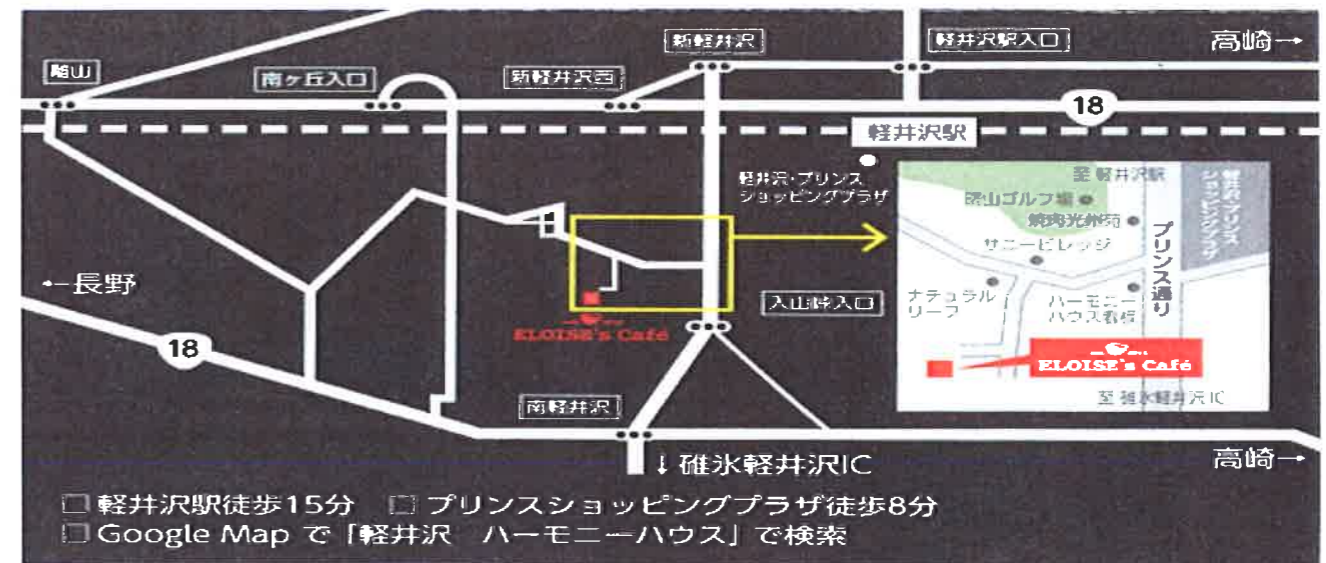 新軽井沢
軽井沢駅入口
高崎→
離山
南ヶ丘入口
新軽井沢西
18
軽井沢駅
軽井沢・プリンス
ショッピングプラザ
至 軽井沢駅
軽井沢プリンス
ショッピングプラザ
晴山ゴルフ場
焼肉光州苑
サニービレッジ
プリンス通り
←長野
入山峠入口
ナチュラル
リーフ
ハーモニー
ハウス看板
ELOISE's Café
18
ELOISE's Café
南軽井沢
至 碓氷軽井沢IC
↓碓氷軽井沢IC
高崎→
□ 軽井沢駅徒歩15分 □ プリンスショッピングプラザ徒歩8分
□ Google Map で「軽井沢　ハーモニーハウス」で検索